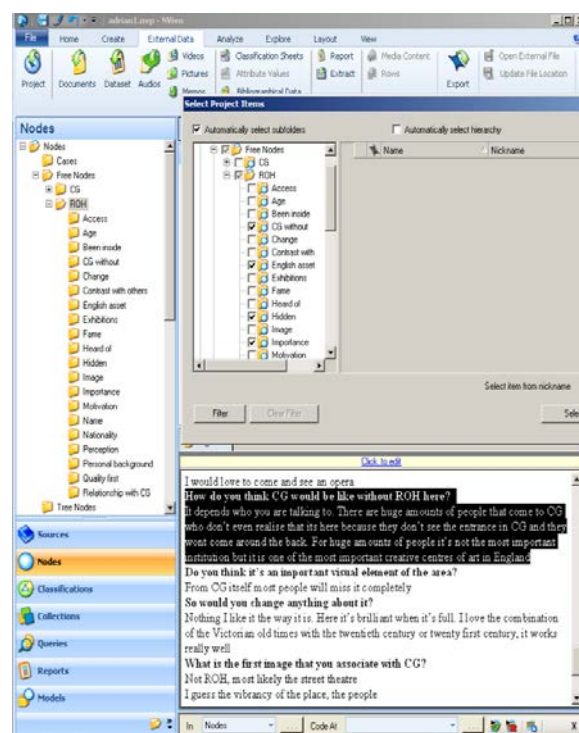 adrian1.nvp - NVivo
File Home Create External Data Analyze Explore Layout View
Project
Documents
Dataset
Audios
Videos
Pictures
Memos
Classification Sheets
Attribute Values
Bibliographical Data
Report
Extract
Media Content
Rows
Export
Open External File
Update File Location
Nodes
Nodes
Cases
Free Nodes
CG
ROH
Access
Age
Been inside
CG without
Change
Contrast with others
English asset
Exhibitions
Fame
Heard of
Hidden
Image
Importance
Motivation
Name
Nationality
Perception
Personal background
Quality first
Relationship with CG
Tree Nodes
Sources
Nodes
Classifications
Collections
Queries
Reports
Models
Select Project Items
Automatically select subfolders
Automatically select hierarchy
Free Nodes
CG
ROH
Access
Age
Been inside
CG without
Change
Contrast with
English asset
Exhibitions
Fame
Heard of
Hidden
Image
Importance
Motivation
Name
Nickname
Select item from nickname
Filter
Clear Filter
Sele
Click to edit
I would love to come and see an opera
How do you think CG would be like without ROH here?
It depends who you are talking to. There are huge amounts of people that come to CG
who don't even realise that its here because they don't see the entrance in CG and they
wont come around the back. For huge amounts of people it's not the most important
institution but it is one of the most important creative centres of art in England
Do you think it's an important visual element of the area?
From CG itself most people will miss it completely
So would you change anything about it?
Nothing I like it the way it is. Here it's brilliant when it's full. I love the combination
of the Victorian old times with the twentieth century or twenty first century, it works
really well
What is the first image that you associate with CG?
Not ROH, most likely the street theatre
I guess the vibrancy of the place, the people
In Nodes ... Code At ... X